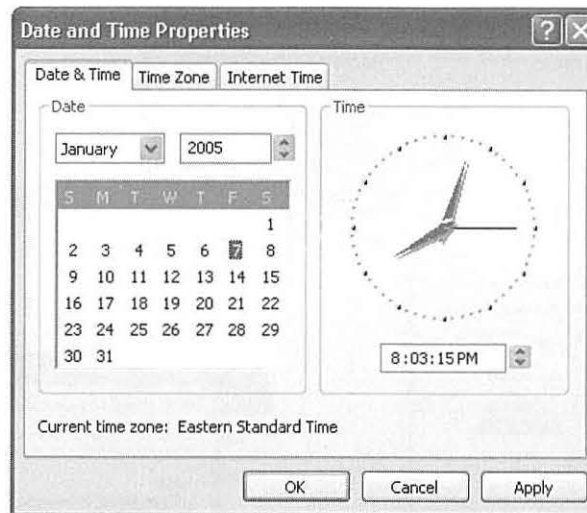 Date and Time Properties
Date & Time Time Zone Internet Time
Date
Time
January 2005
S M T W T F S
1
2 3 4 5 6 7 8
9 10 11 12 13 14 15
16 17 18 19 20 21 22
23 24 25 26 27 28 29
30 31
8:03:15 PM
Current time zone: Eastern Standard Time
OK Cancel Apply